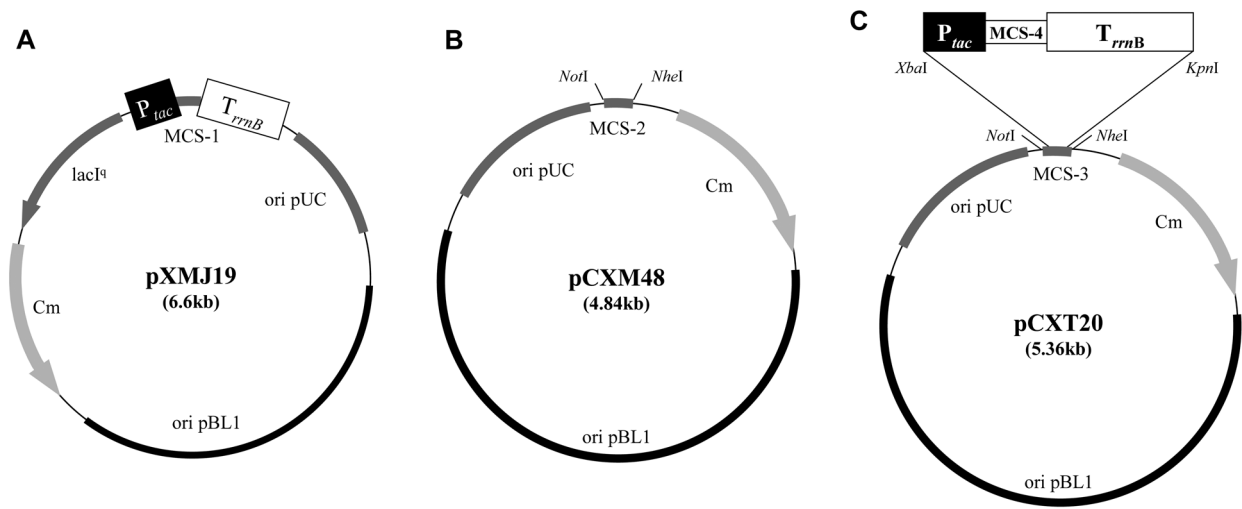 A
P tac
T rrnB
MCS-1
lacIq
ori pUC
Cm
pXMJ19
(6.6kb)
ori pBL1
B
NotI
NheI
MCS-2
ori pUC
Cm
pCXM48
(4.84kb)
ori pBL1
C
P tac
MCS-4
T rrnB
XbaI
KpnI
NotI
NheI
MCS-3
ori pUC
Cm
pCXT20
(5.36kb)
ori pBL1